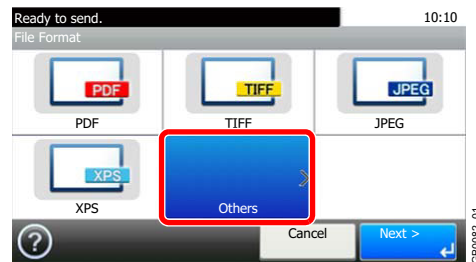 Ready to send. 10:10
File Format
PDF TIFF JPEG
PDF TIFF JPEG
XPS
XPS Others
? Cancel Next >